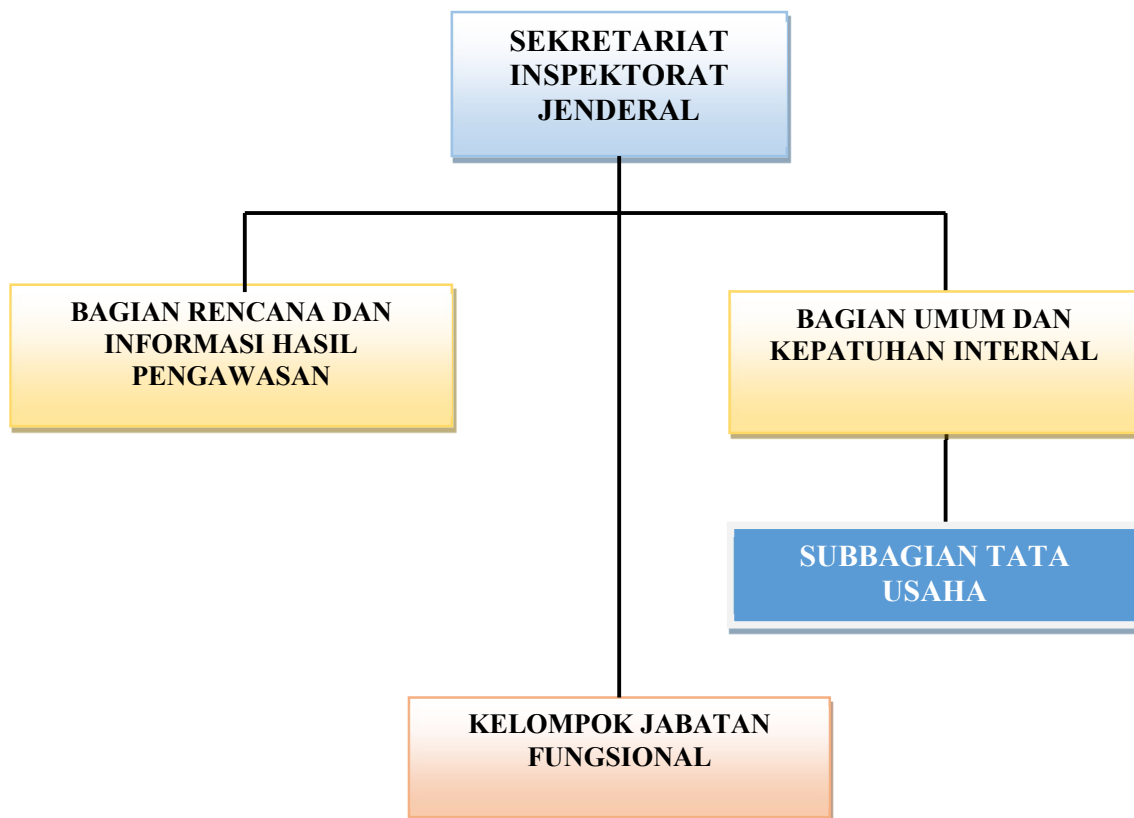 SEKRETARIAT
INSPEKTORAT
JENDERAL
BAGIAN RENCANA DAN
INFORMASI HASIL
PENGAWASAN
BAGIAN UMUM DAN
KEPATUHAN INTERNAL
SUBBAGIAN TATA
USAHA
KELOMPOK JABATAN
FUNGSIONAL